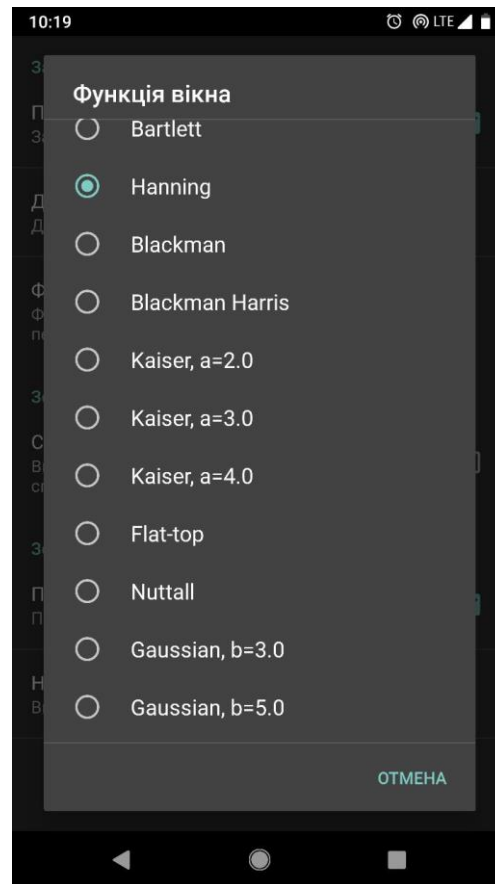 10:19
LTE
Функція вікна
Bartlett
Hanning
Blackman
Blackman Harris
Kaiser, a=2.0
Kaiser, a=3.0
Kaiser, a=4.0
Flat-top
Nuttall
Gaussian, b=3.0
Gaussian, b=5.0
ОТМЕНА